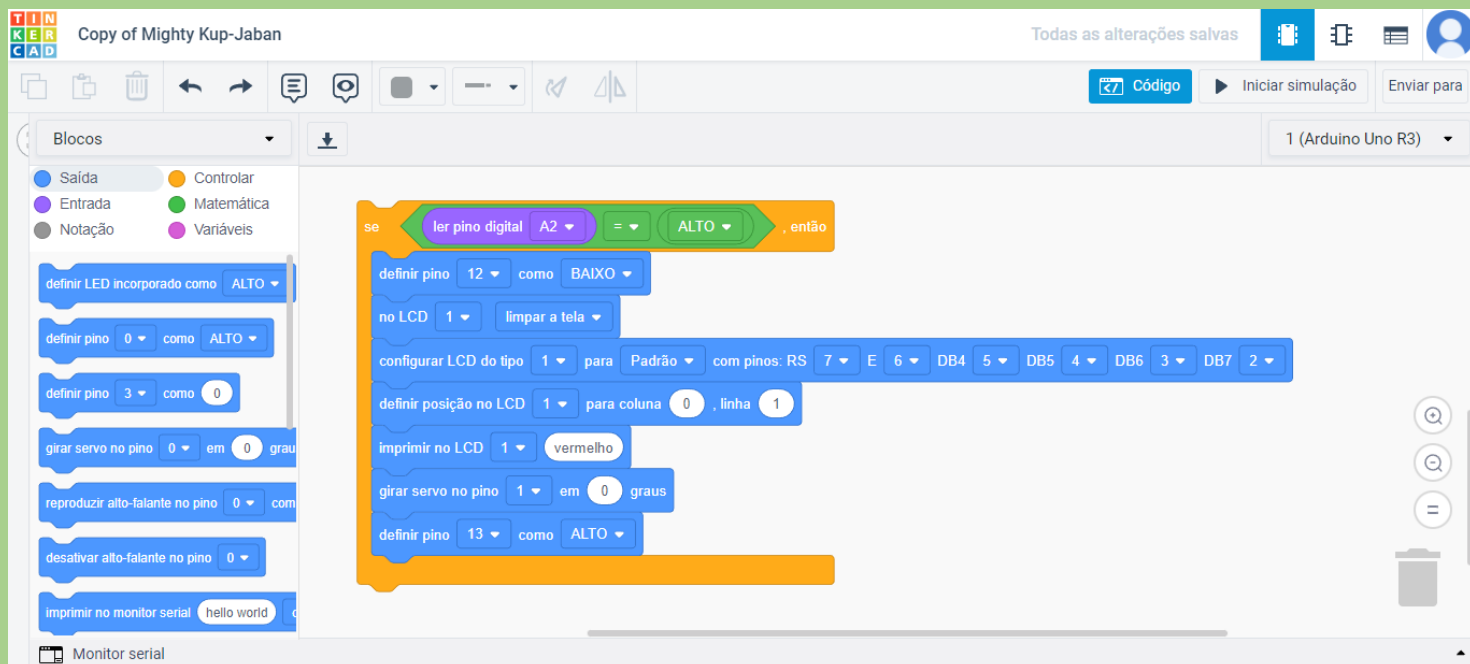 TINKERCAD
Copy of Mighty Kup-Jaban
Todas as alterações salvas
Código
Iniciar simulação
Enviar para
Blocos
1 (Arduino Uno R3)
Saída
Controlar
Entrada
Matemática
Notação
Variáveis
definir LED incorporado como ALTO
definir pino 0 como ALTO
definir pino 3 como 0
girar servo no pino 0 em 0 grau
reproduzir alto-falante no pino 0 com
desativar alto-falante no pino 0
imprimir no monitor serial hello world c
se ler pino digital A2 = ALTO , então
definir pino 12 como BAIXO
no LCD 1 limpar a tela
configurar LCD do tipo 1 para Padrão com pinos: RS 7 E 6 DB4 5 DB5 4 DB6 3 DB7 2
definir posição no LCD 1 para coluna 0 , linha 1
imprimir no LCD 1 vermelho
girar servo no pino 1 em 0 graus
definir pino 13 como ALTO
Monitor serial